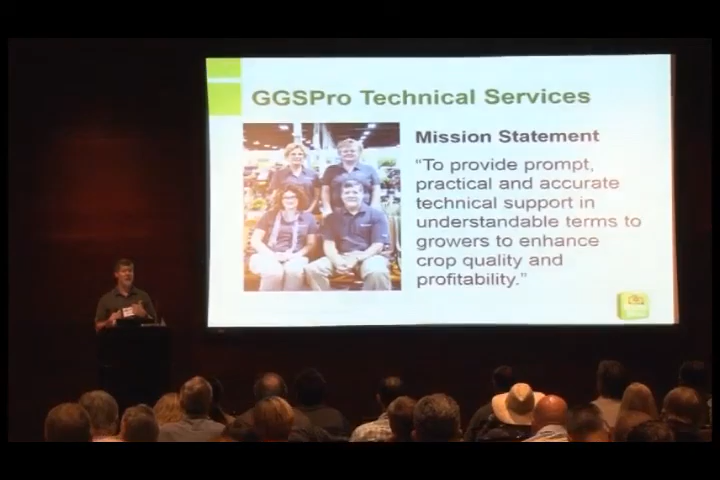 GGSPro Technical Services
Mission Statement
“To provide prompt,
practical and accurate
technical support in
understandable terms to
growers to enhance
crop quality and
profitability.”